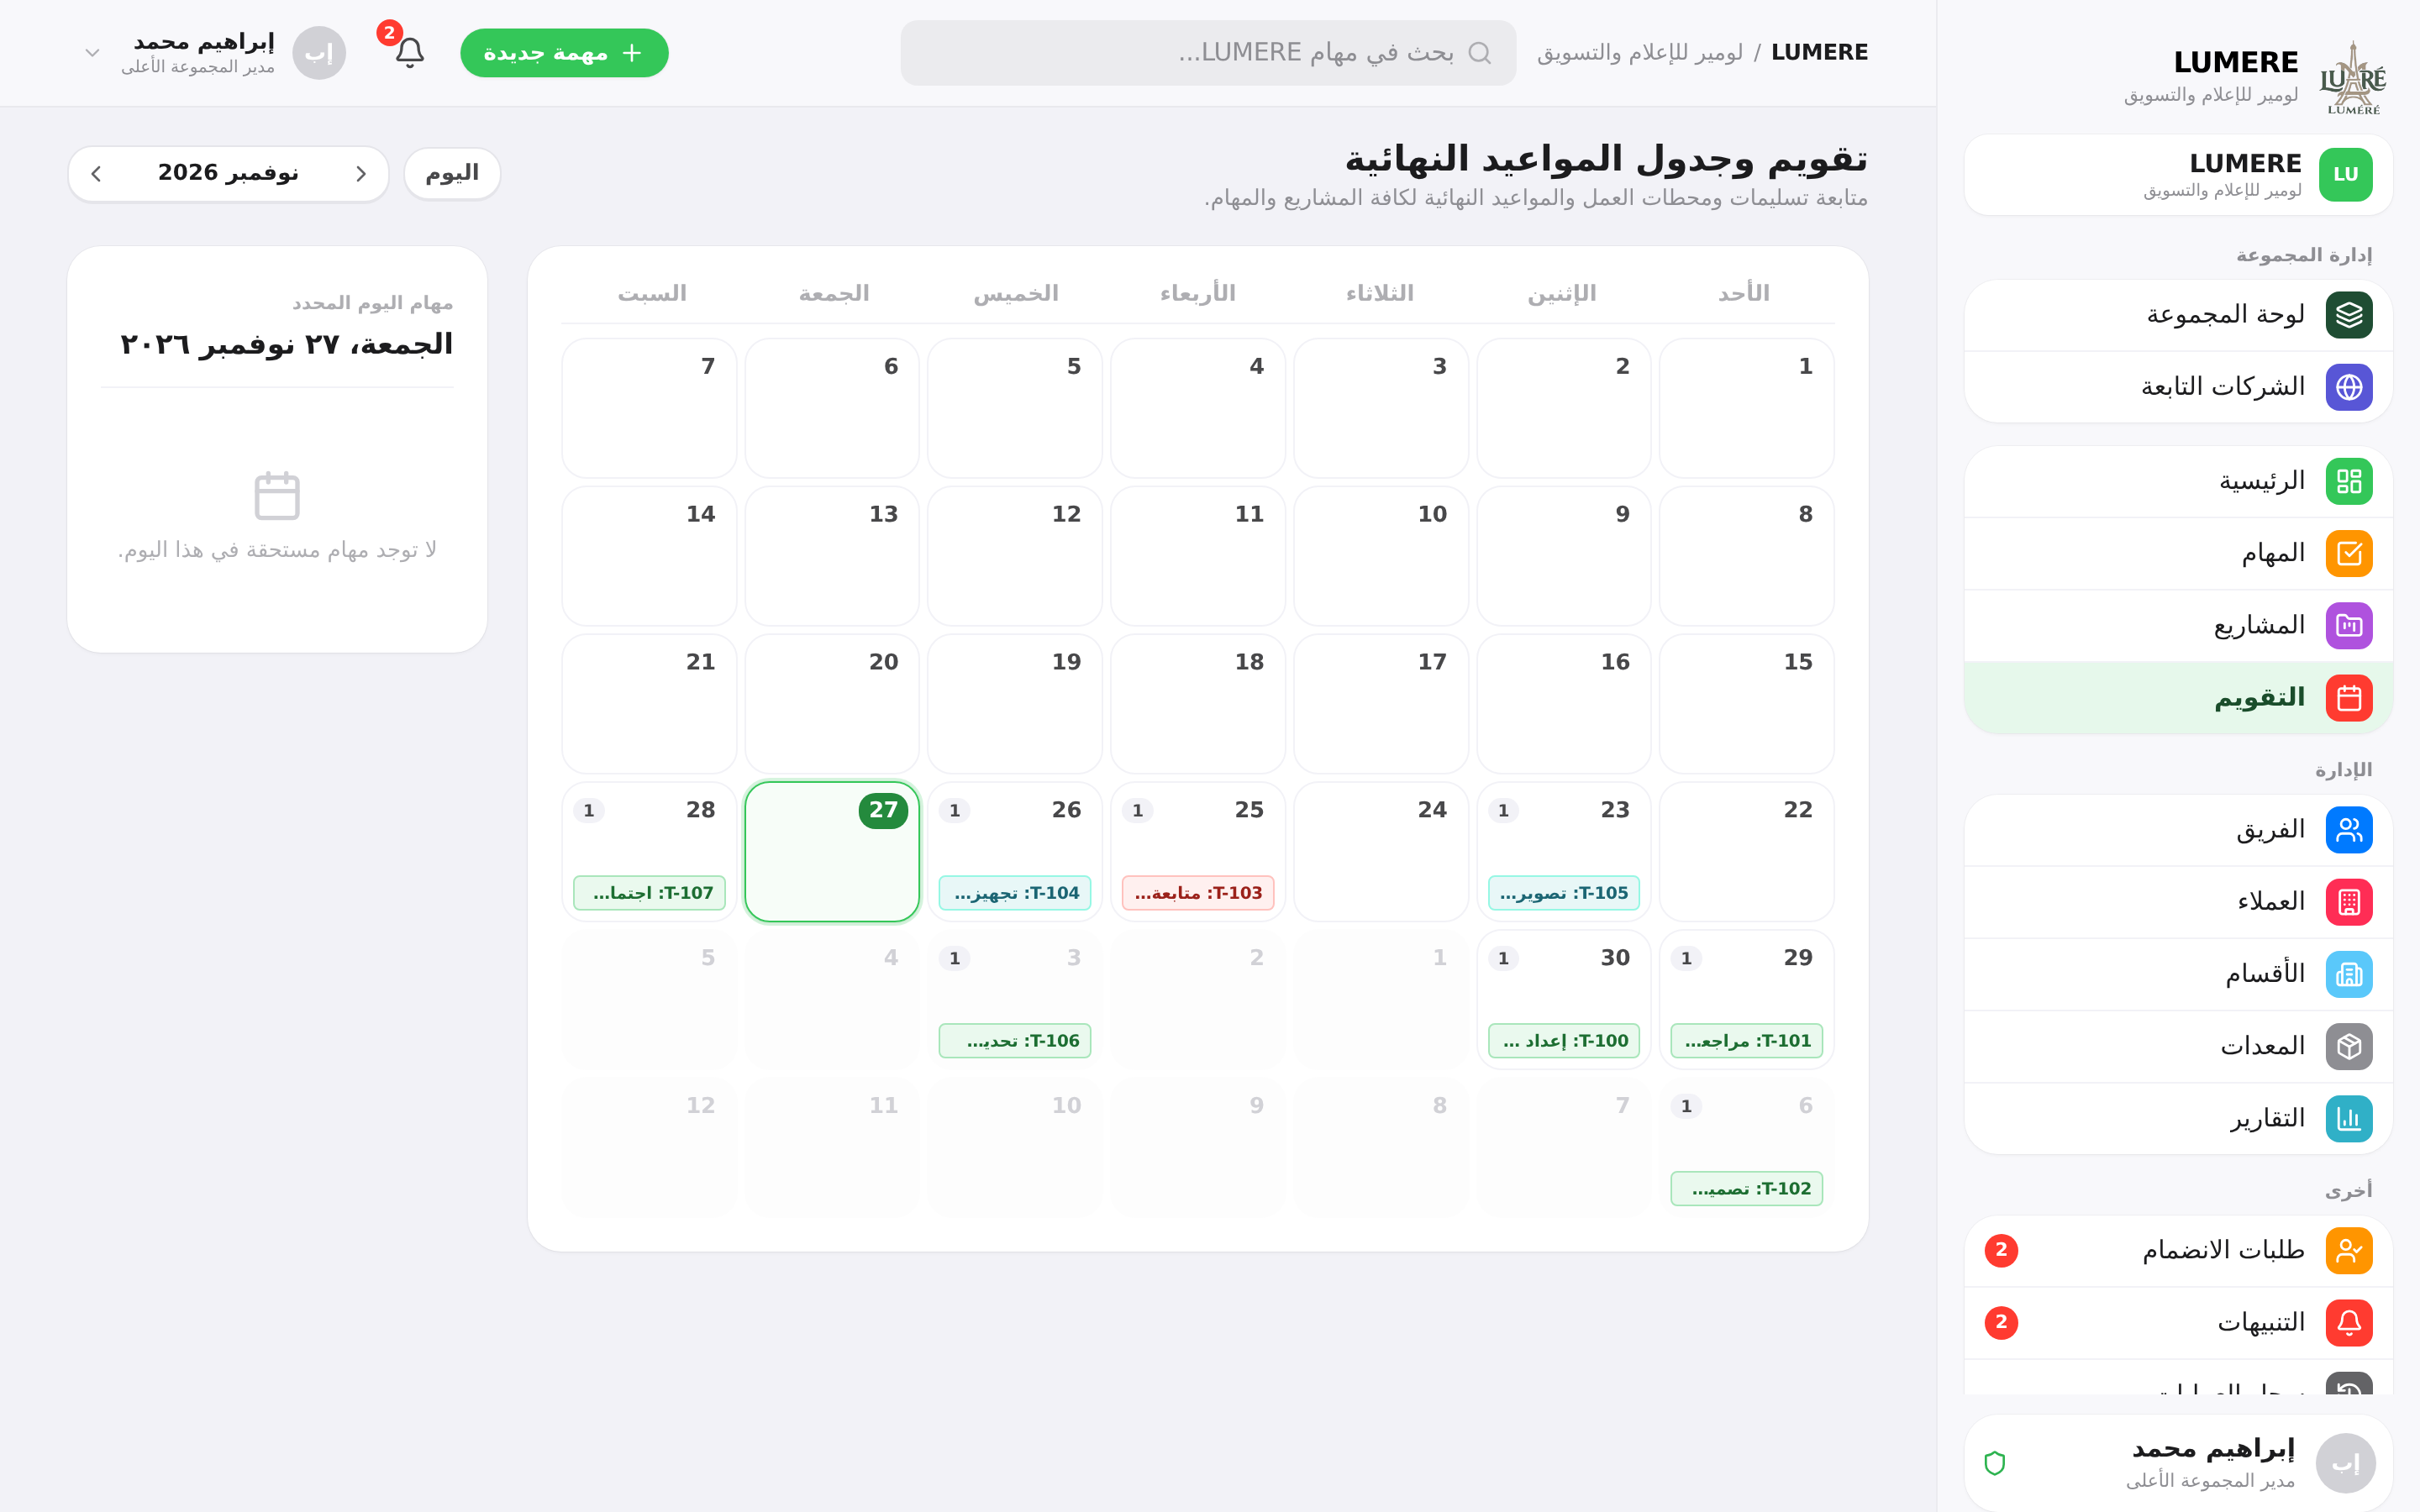 LUMERE
لومير للإعلام والتسويق
LU RÉ
LUMÉRÉ
LU
LUMERE
لومير للإعلام والتسويق
إدارة المجموعة
لوحة المجموعة
الشركات التابعة
الرئيسية
المهام
المشاريع
التقويم
الإدارة
الفريق
العملاء
الأقسام
المعدات
التقارير
أخرى
طلبات الانضمام 2
التنبيهات 2
إب
إبراهيم محمد
مدير المجموعة الأعلى
LUMERE / لومير للإعلام والتسويق
بحث في مهام LUMERE...
مهمة جديدة
2
إب
إبراهيم محمد
مدير المجموعة الأعلى
تقويم وجدول المواعيد النهائية
متابعة تسليمات ومحطات العمل والمواعيد النهائية لكافة المشاريع والمهام.
اليوم
نوفمبر 2026
الأحد الإثنين الثلاثاء الأربعاء الخميس الجمعة السبت
1 2 3 4 5 6 7
8 9 10 11 12 13 14
15 16 17 18 19 20 21
22 23 1 24 25 1 26 1 27 28 1
T-105: تصوير... T-103: متابعة... T-104: تجهيز... T-107: اجتما...
29 1 30 1 1 2 3 1 4 5
T-101: مراجع... T-100: إعداد ... T-106: تحدي...
6 1 7 8 9 10 11 12
T-102: تصمي...
مهام اليوم المحدد
الجمعة، ٢٧ نوفمبر ٢٠٢٦
لا توجد مهام مستحقة في هذا اليوم.